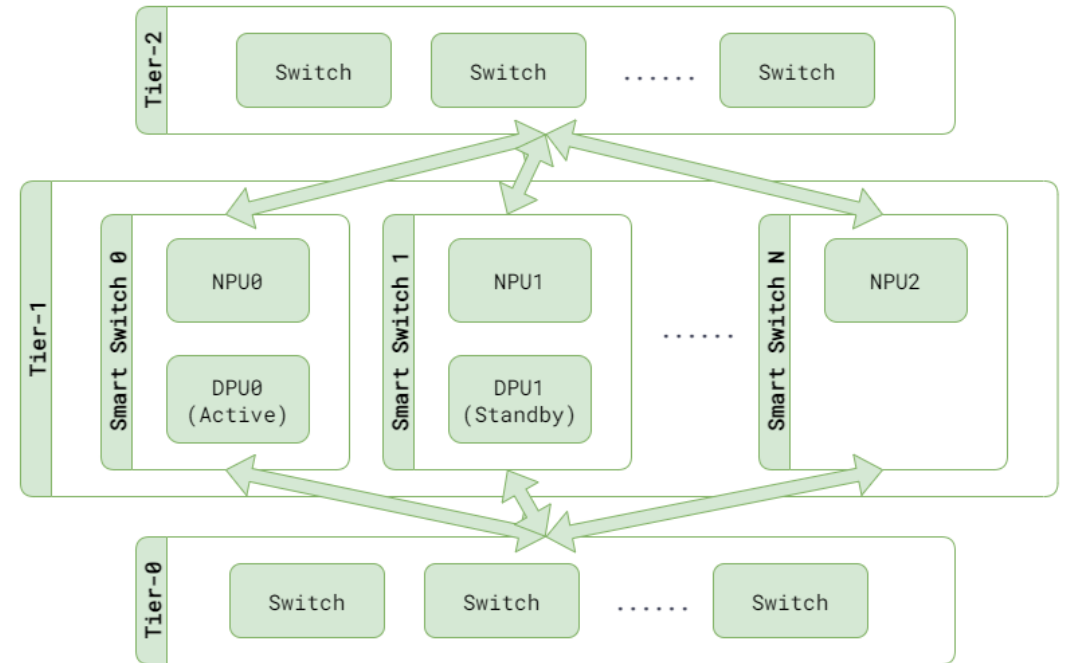 Tier-2
Switch
Switch
......
Switch
Tier-1
Smart Switch 0
NPU0
DPU0
(Active)
Smart Switch 1
NPU1
DPU1
(Standby)
......
Smart Switch N
NPU2
Tier-0
Switch
Switch
......
Switch